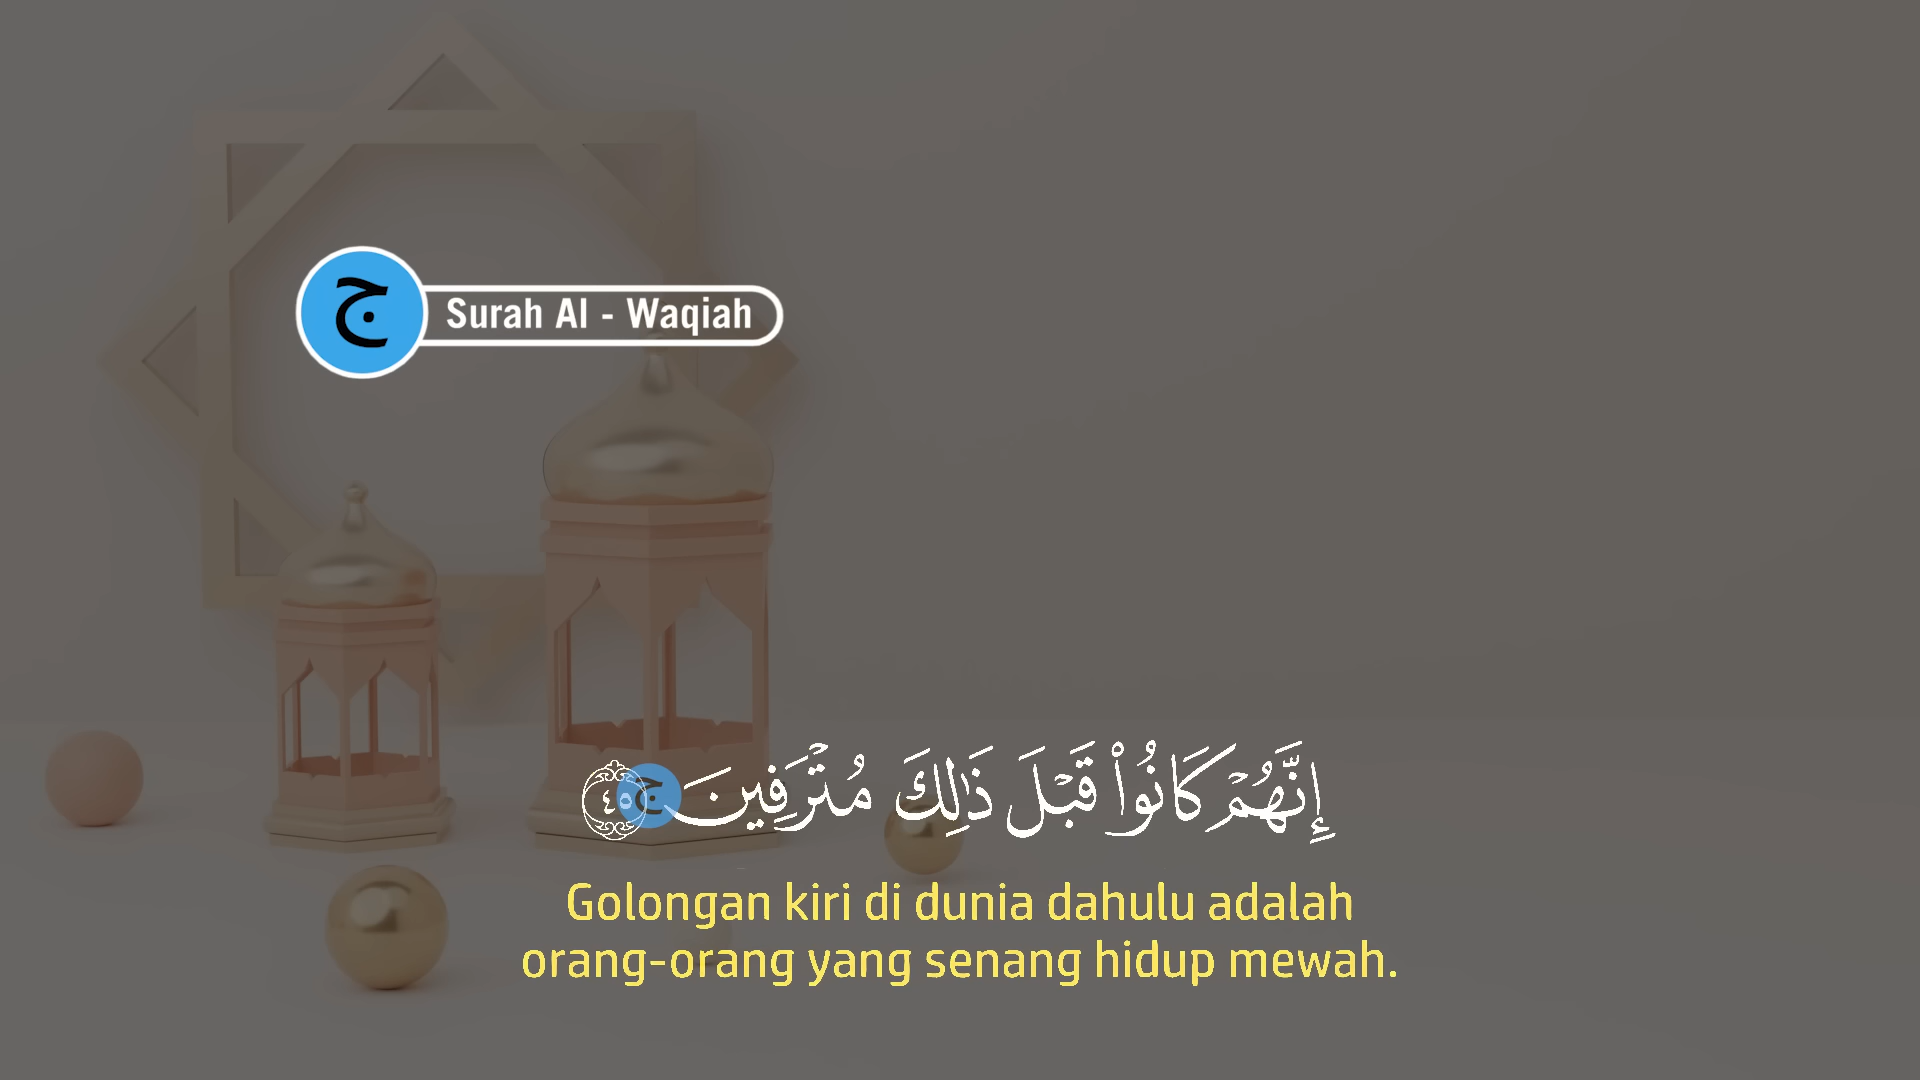 ج
Surah Al - Waqiah
إِنَّهُمْ كَانُوا۟ قَبْلَ ذَٰلِكَ مُتْرَفِينَ ج ٤٥
Golongan kiri di dunia dahulu adalah
orang-orang yang senang hidup mewah.